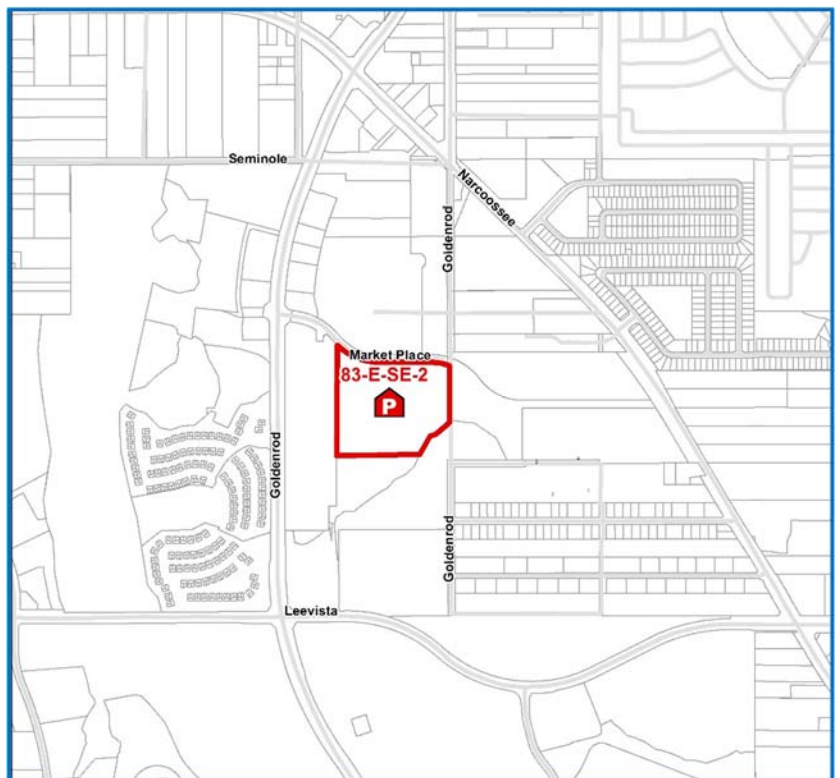 Seminole
Narcoossee
Goldenrod
Market Place
83-E-SE-2
P
Goldenrod
Goldenrod
Leevista